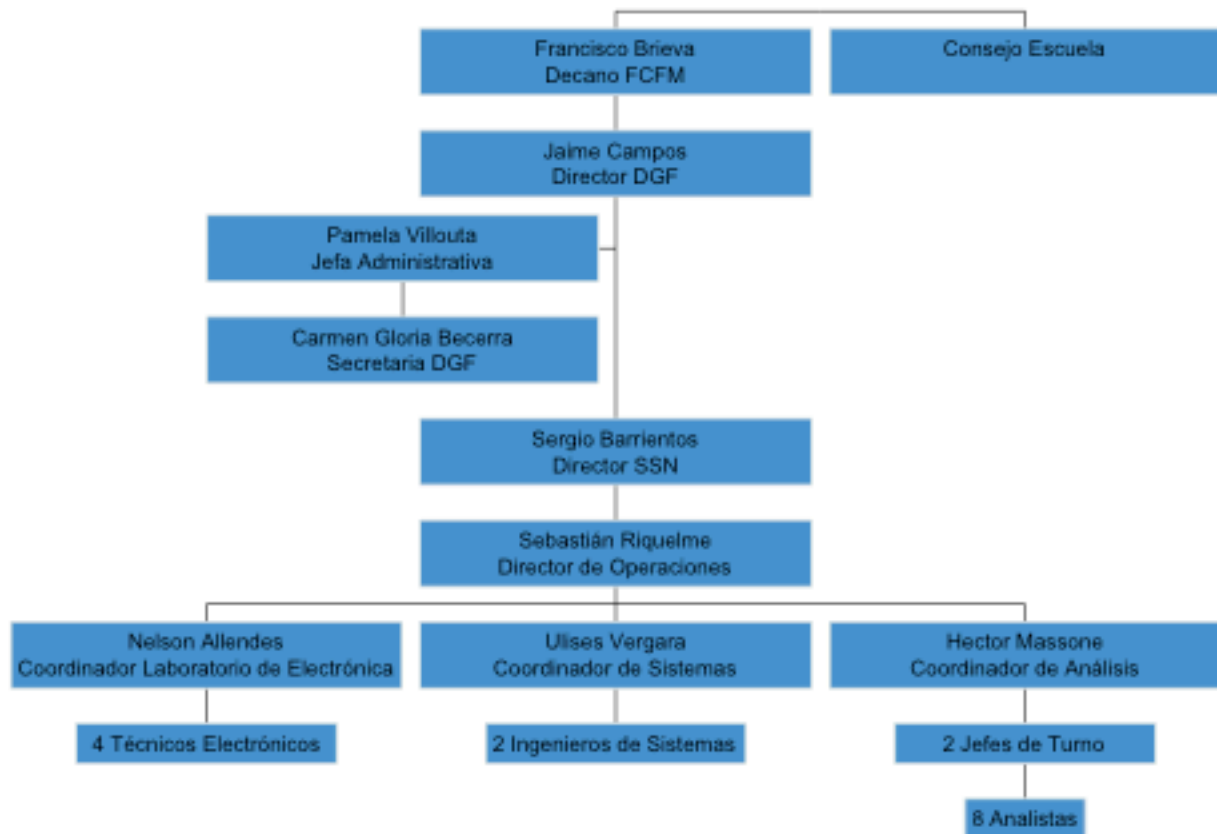 Francisco Brieva
Decano FCFM
Consejo Escuela
Jaime Campos
Director DGF
Pamela Villouta
Jefa Administrativa
Carmen Gloria Becerra
Secretaria DGF
Sergio Barrientos
Director SSN
Sebastián Riquelme
Director de Operaciones
Nelson Allendes
Coordinador Laboratorio de Electrónica
Ulises Vergara
Coordinador de Sistemas
Hector Massone
Coordinador de Análisis
4 Técnicos Electrónicos
2 Ingenieros de Sistemas
2 Jefes de Turno
8 Analistas